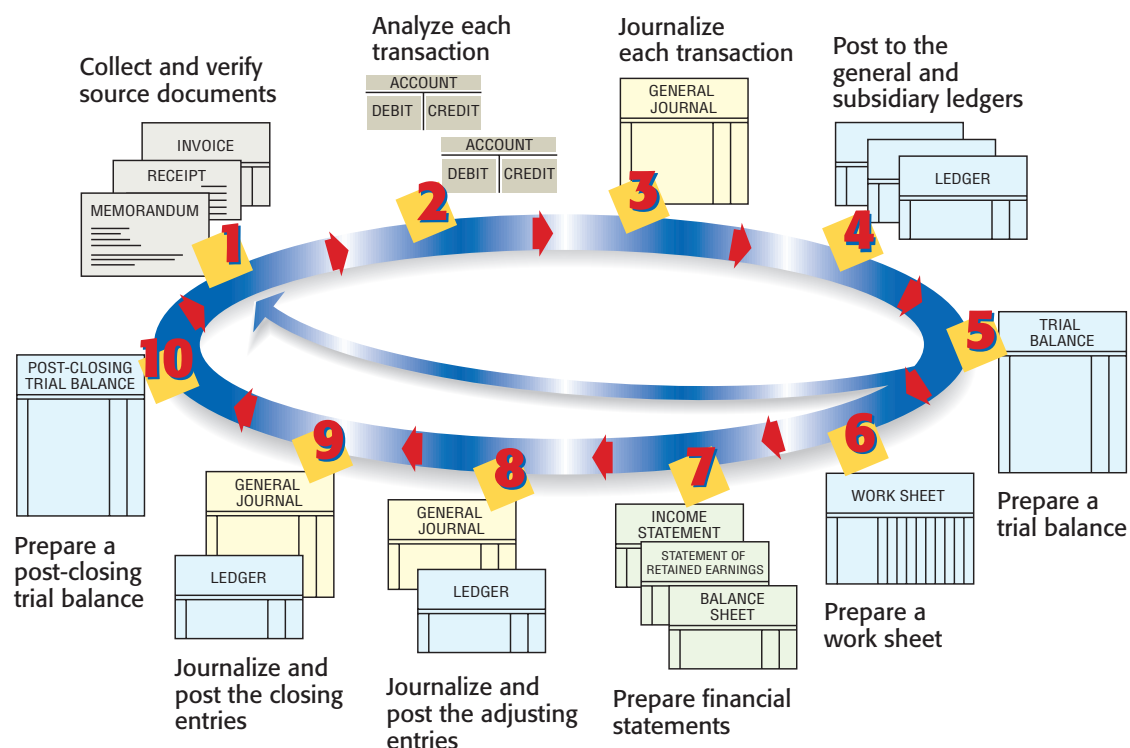 Collect and verify
source documents
INVOICE
RECEIPT
MEMORANDUM
1
Analyze each
transaction
ACCOUNT
DEBIT CREDIT
ACCOUNT
DEBIT CREDIT
2
Journalize
each transaction
GENERAL
JOURNAL
3
Post to the
general and
subsidiary ledgers
LEDGER
4
5
TRIAL
BALANCE
Prepare a
trial balance
6
WORK SHEET
Prepare a
work sheet
7
INCOME
STATEMENT
STATEMENT OF
RETAINED EARNINGS
BALANCE
SHEET
Prepare financial
statements
8
GENERAL
JOURNAL
LEDGER
Journalize and
post the adjusting
entries
9
GENERAL
JOURNAL
LEDGER
Journalize and
post the closing
entries
10
POST-CLOSING
TRIAL BALANCE
Prepare a
post-closing
trial balance